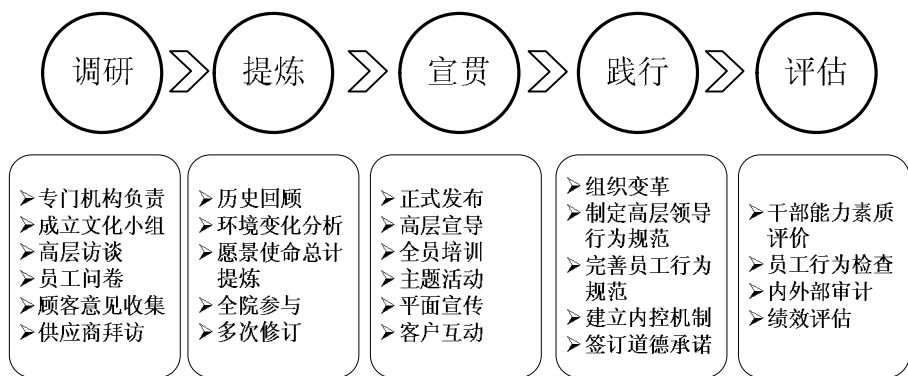 调研
提炼
宣贯
践行
评估
➢专门机构负责
➢成立文化小组
➢高层访谈
➢员工问卷
➢顾客意见收集
➢供应商拜访
➢历史回顾
➢环境变化分析
➢愿景使命总计
提炼
➢全院参与
➢多次修订
➢正式发布
➢高层宣导
➢全员培训
➢主题活动
➢平面宣传
➢客户互动
➢组织变革
➢制定高层领导
行为规范
➢完善员工行为
规范
➢建立内控机制
➢签订道德承诺
➢干部能力素质
评价
➢员工行为检查
➢内外部审计
➢绩效评估